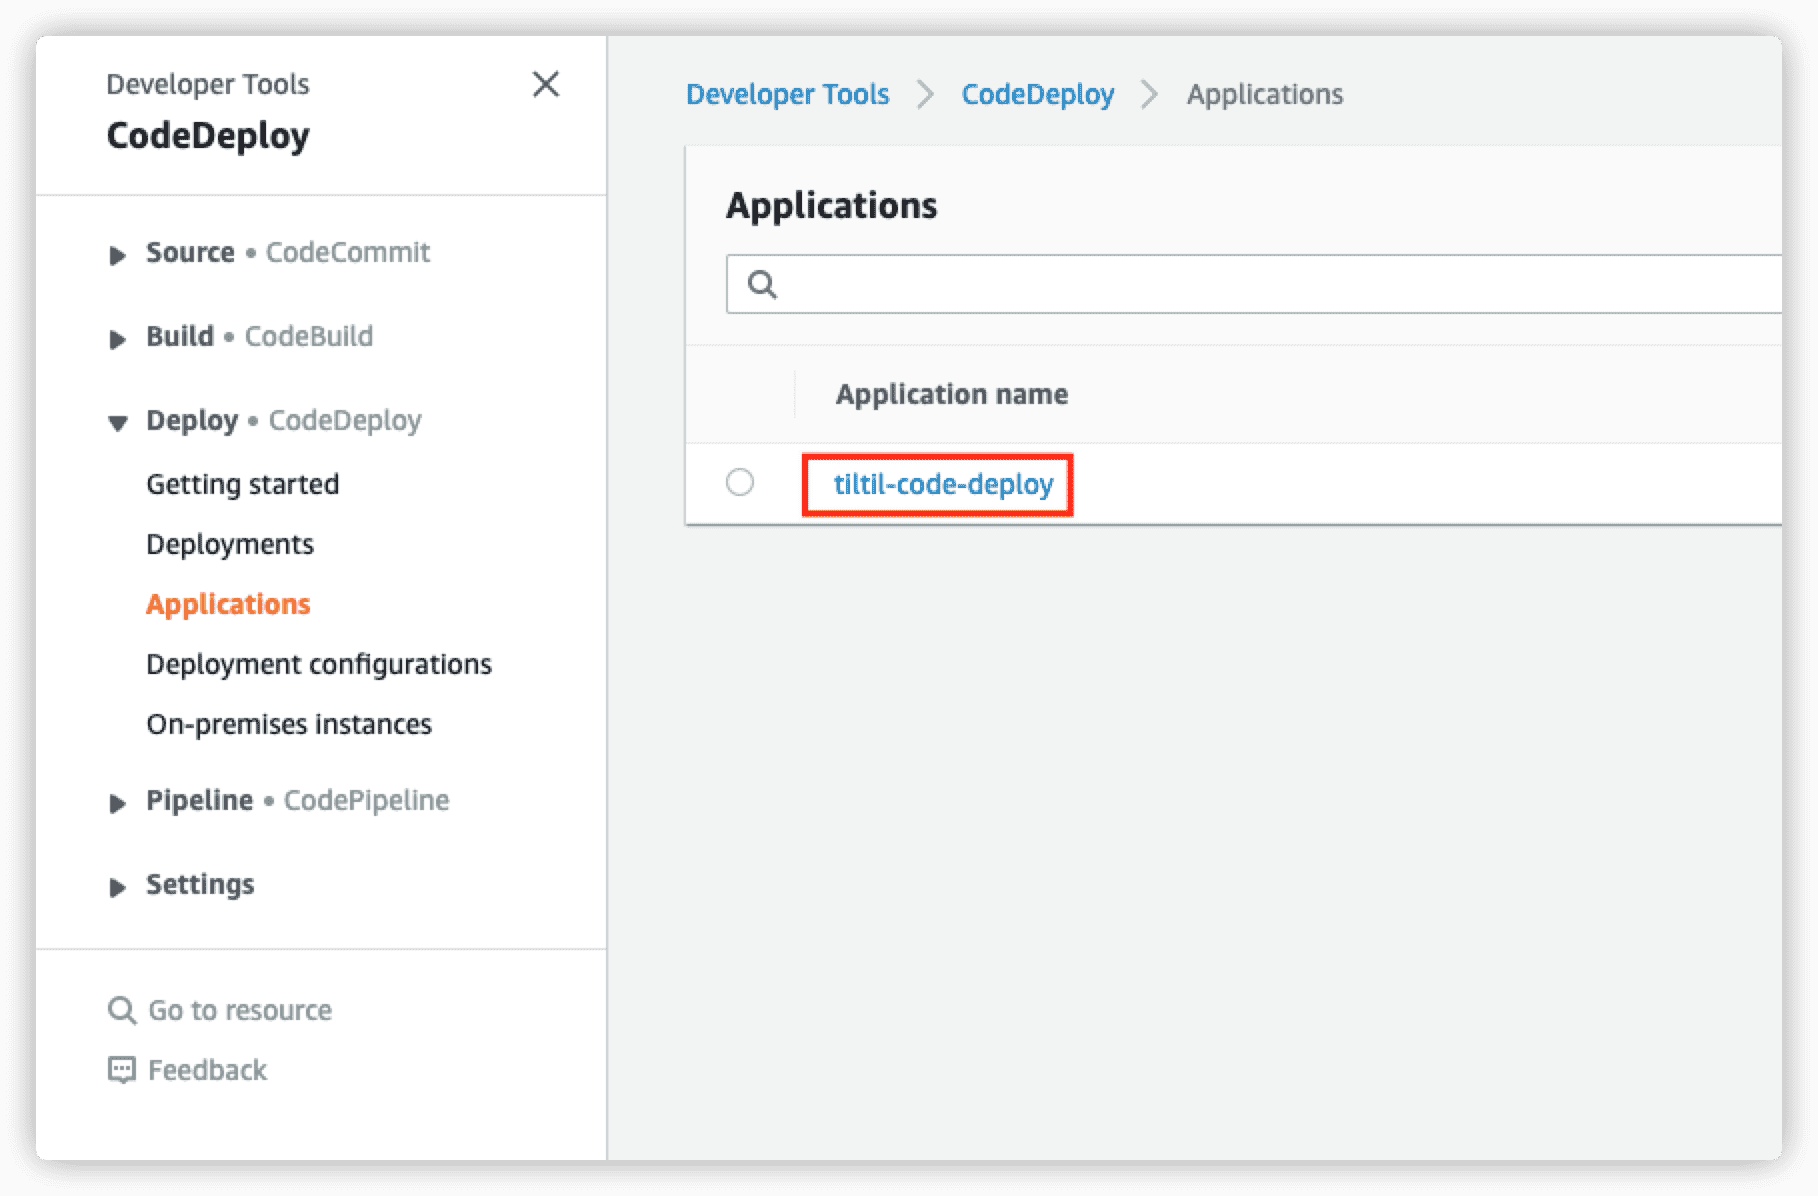 Developer Tools
CodeDeploy
Source • CodeCommit
Build • CodeBuild
Deploy • CodeDeploy
Getting started
Deployments
Applications
Deployment configurations
On-premises instances
Pipeline • CodePipeline
Settings
Go to resource
Feedback
Developer Tools > CodeDeploy > Applications
Applications
Application name
tiltil-code-deploy